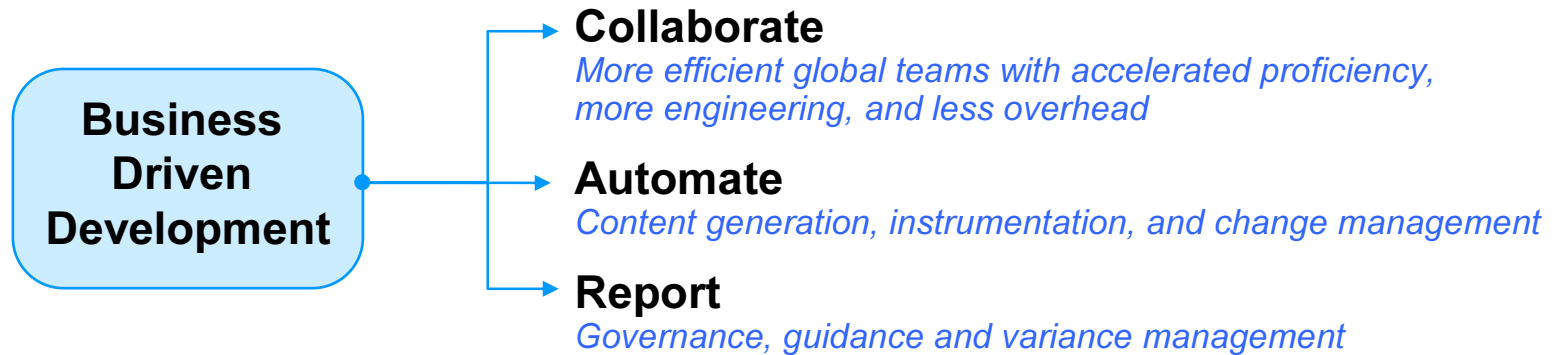 Business
Driven
Development
Collaborate
More efficient global teams with accelerated proficiency,
more engineering, and less overhead
Automate
Content generation, instrumentation, and change management
Report
Governance, guidance and variance management